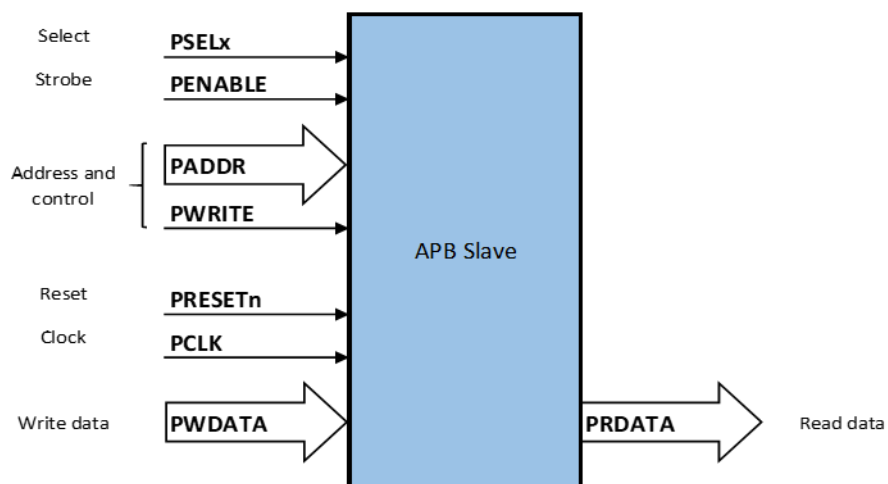 Select
PSELx
Strobe
PENABLE
Address and
control
PADDR
PWRITE
APB Slave
Reset
PRESETn
Clock
PCLK
Write data
PWDATA
PRDATA
Read data